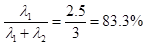 λ₁/(λ₁+λ₂) = 2.5/3 = 83.3%